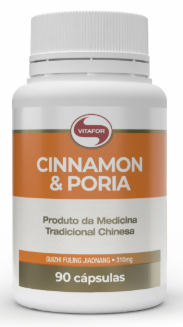 VITAFOR
CINNAMON
& PORIA
Produto da Medicina
Tradicional Chinesa
GUIZHI FULING JIAONANG • 310mg
90 cápsulas